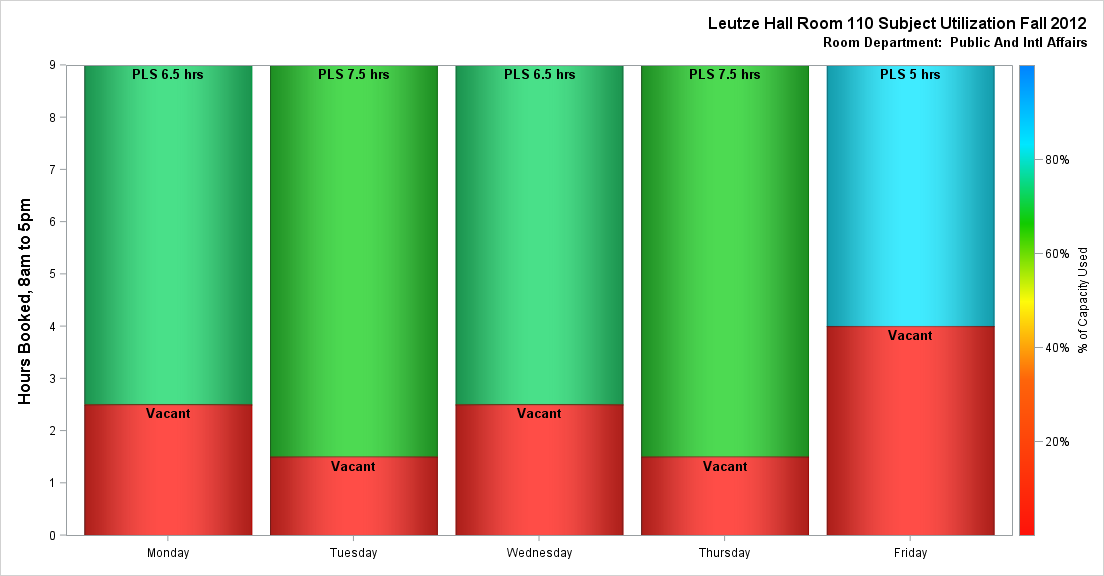 Leutze Hall Room 110 Subject Utilization Fall 2012
Room Department: Public And Intl Affairs
Hours Booked, 8am to 5pm
9
8
7
6
5
4
3
2
1
0
PLS 6.5 hrs
PLS 7.5 hrs
PLS 6.5 hrs
PLS 7.5 hrs
PLS 5 hrs
Vacant
Vacant
Vacant
Vacant
Vacant
Monday
Tuesday
Wednesday
Thursday
Friday
80%
60%
40%
20%
% of Capacity Used